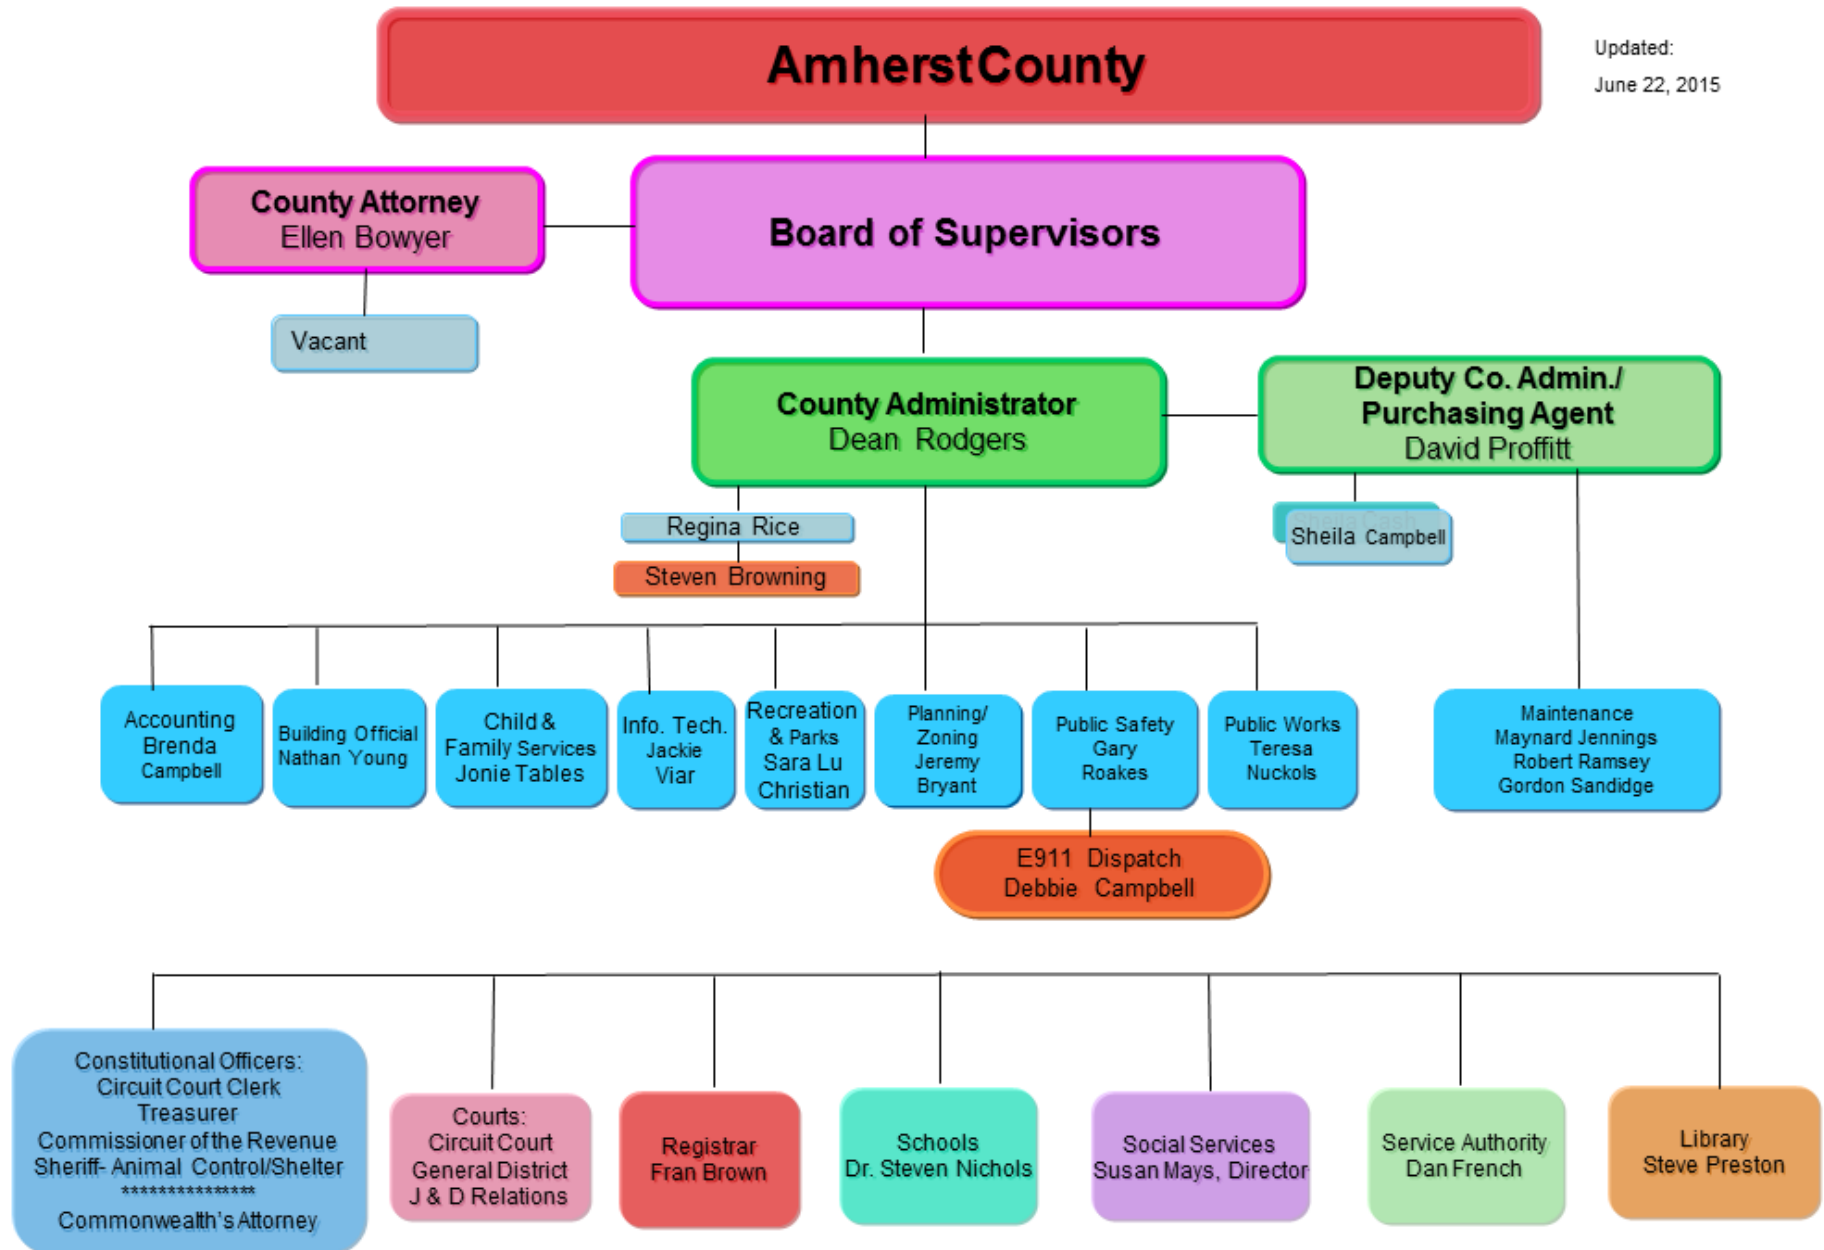 Amherst County
Updated:
June 22, 2015
County Attorney
Ellen Bowyer
Board of Supervisors
Vacant
County Administrator
Dean Rodgers
Deputy Co. Admin./
Purchasing Agent
David Proffitt
Regina Rice
Steven Browning
Sheila Cash
Sheila Campbell
Accounting
Brenda
Campbell
Building Official
Nathan Young
Child &
Family Services
Jonie Tables
Info. Tech.
Jackie
Viar
Recreation
& Parks
Sara Lu
Christian
Planning/
Zoning
Jeremy
Bryant
Public Safety
Gary
Roakes
Public Works
Teresa
Nuckols
Maintenance
Maynard Jennings
Robert Ramsey
Gordon Sandidge
E911 Dispatch
Debbie Campbell
Constitutional Officers:
Circuit Court Clerk
Treasurer
Commissioner of the Revenue
Sheriff- Animal Control/Shelter
***************
Commonwealth's Attorney
Courts:
Circuit Court
General District
J & D Relations
Registrar
Fran Brown
Schools
Dr. Steven Nichols
Social Services
Susan Mays, Director
Service Authority
Dan French
Library
Steve Preston